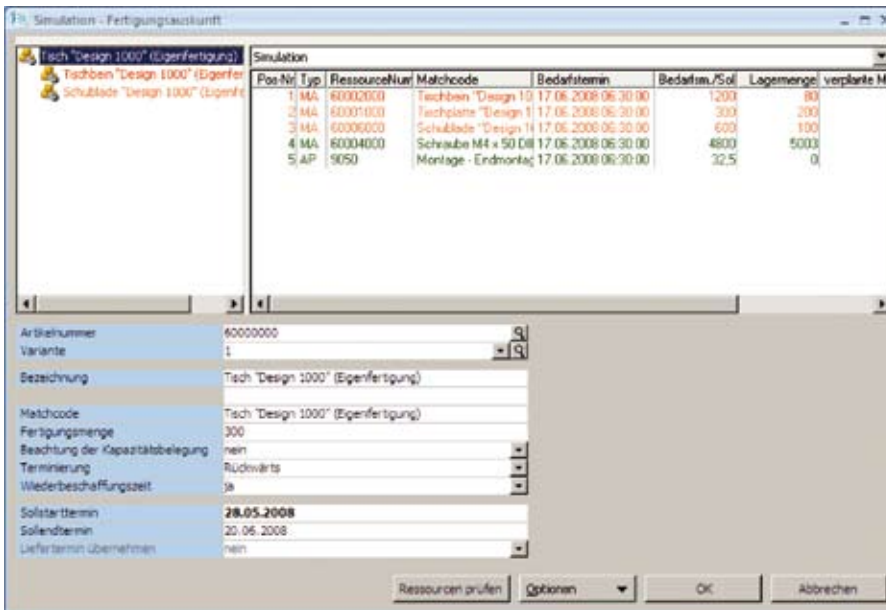 Simulation - Fertigungsauskunft
Tisch "Design 1000" (Eigenfertigung)
Tischbein "Design 1000" (Eigenfer
Schublade "Design 1000" (Eigenfe
Simulation
Pos-Nr Typ RessourceNum Matchcode Bedarfstermin Bedarfsm./Sol Lagermenge verplante M
1 MA 60002000 Tischbein "Design 10 17.06.2008 06:30:00 1200 80
2 MA 60001000 Tischplatte "Design 1 17.06.2008 06:30:00 300 200
3 MA 60006000 Schublade "Design 1 17.06.2008 06:30:00 600 100
4 MA 60004000 Schraube M4 x 50 DI 17.06.2008 06:30:00 4800 5003
5 AP 9050 Montage - Endmontag 17.06.2008 06:30:00 32.5 0
Artikelnummer 60000000
Variante 1
Bezeichnung Tisch "Design 1000" (Eigenfertigung)
Matchcode Tisch "Design 1000" (Eigenfertigung)
Fertigungsmenge 300
Beachtung der Kapazitätsbelegung nein
Terminierung Rückwärts
Wiederbeschaffungszeit ja
Sollstarttermin 28.05.2008
Sollendtermin 20.06.2008
Liefertermin übernehmen nein
Ressourcen prüfen Optionen OK Abbrechen